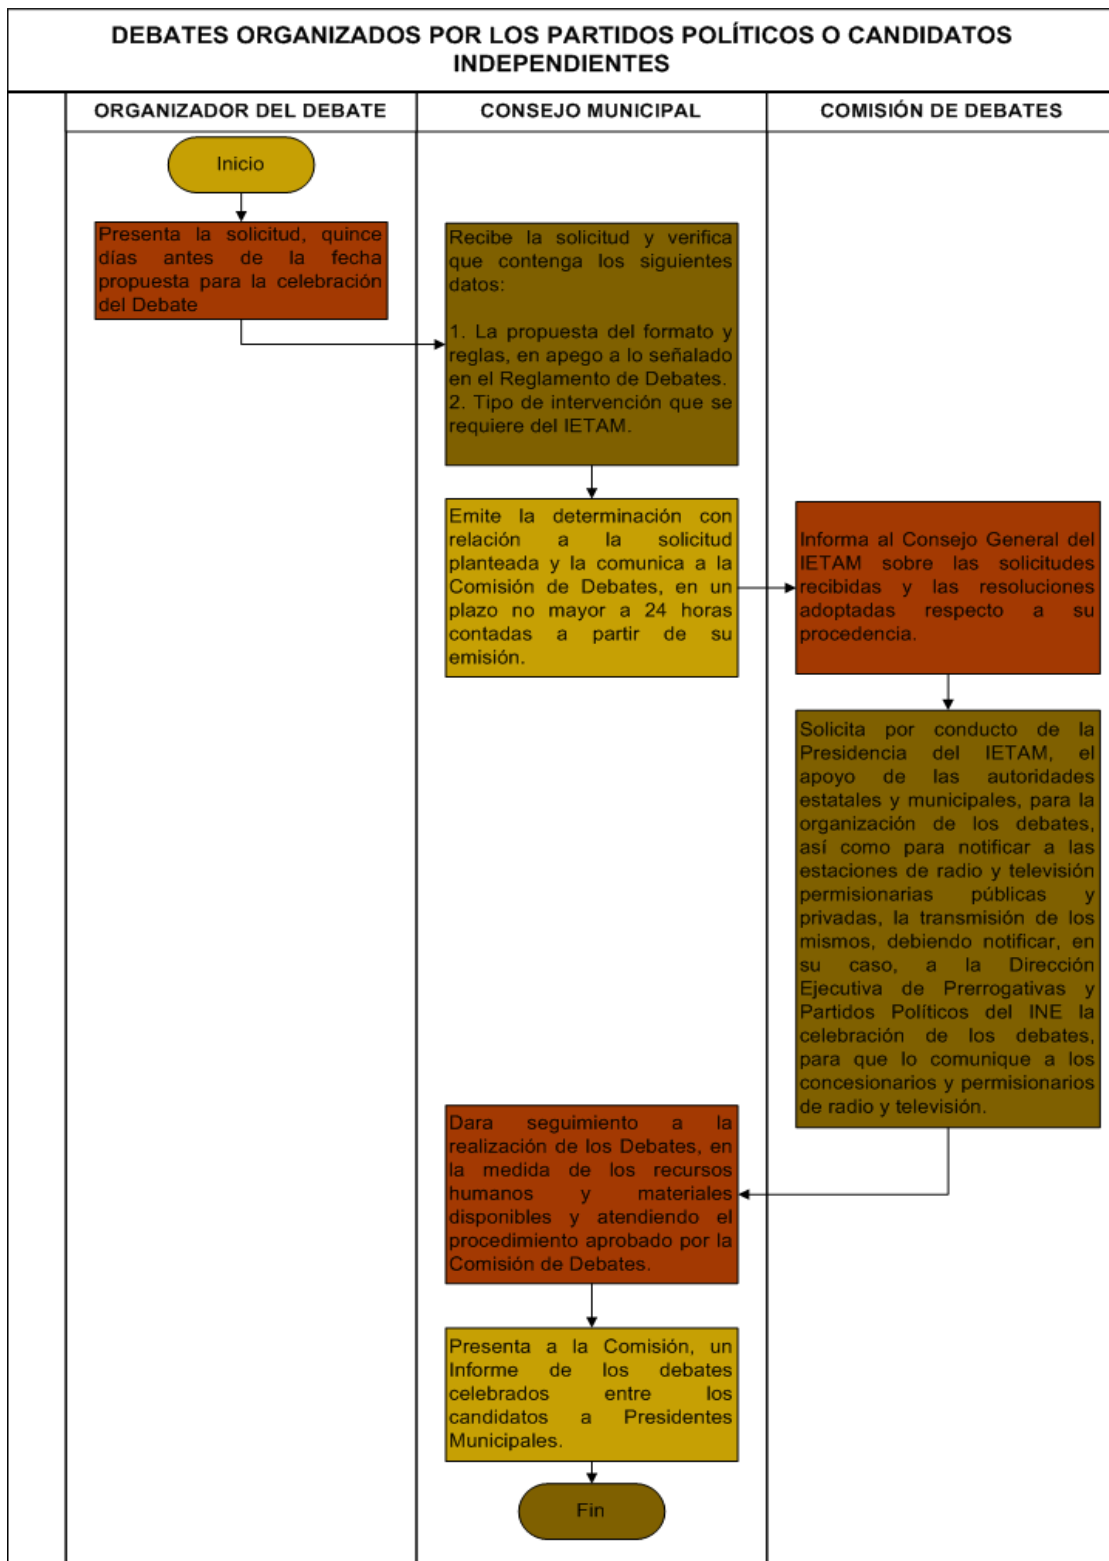 DEBATES ORGANIZADOS POR LOS PARTIDOS POLÍTICOS O CANDIDATOS
INDEPENDIENTES
ORGANIZADOR DEL DEBATE
CONSEJO MUNICIPAL
COMISIÓN DE DEBATES
Inicio
Presenta la solicitud, quince
días antes de la fecha
propuesta para la celebración
del Debate
Recibe la solicitud y verifica
que contenga los siguientes
datos:
1. La propuesta del formato y
reglas, en apego a lo señalado
en el Reglamento de Debates.
2. Tipo de intervención que se
requiere del IETAM.
Emite la determinación con
relación a la solicitud
planteada y la comunica a la
Comisión de Debates, en un
plazo no mayor a 24 horas
contadas a partir de su
emisión.
Informa al Consejo General del
IETAM sobre las solicitudes
recibidas y las resoluciones
adoptadas respecto a su
procedencia.
Solicita por conducto de la
Presidencia del IETAM, el
apoyo de las autoridades
estatales y municipales, para la
organización de los debates,
así como para notificar a las
estaciones de radio y televisión
permisionarias públicas y
privadas, la transmisión de los
mismos, debiendo notificar, en
su caso, a la Dirección
Ejecutiva de Prerrogativas y
Partidos Políticos del INE la
celebración de los debates,
para que lo comunique a los
concesionarios y permisionarios
de radio y televisión.
Dara seguimiento a la
realización de los Debates, en
la medida de los recursos
humanos y materiales
disponibles y atendiendo el
procedimiento aprobado por la
Comisión de Debates.
Presenta a la Comisión, un
Informe de los debates
celebrados entre los
candidatos a Presidentes
Municipales.
Fin